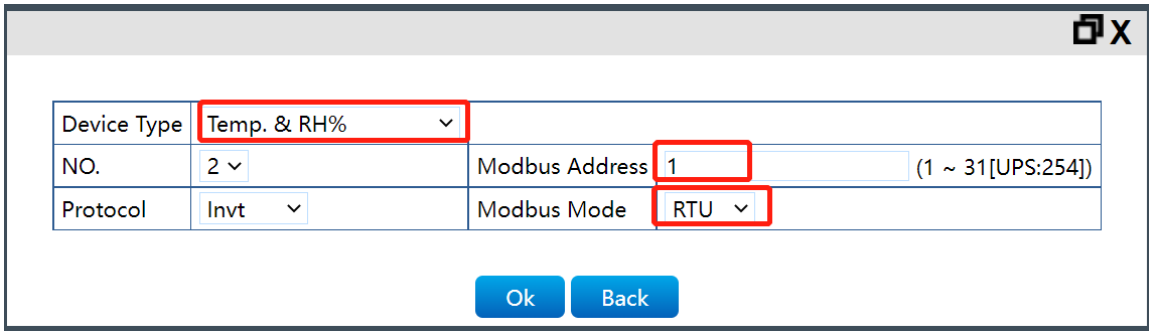 X
Device Type Temp. & RH%
NO. 2 Modbus Address 1 (1 ~ 31[UPS:254])
Protocol Invt Modbus Mode RTU
Ok Back